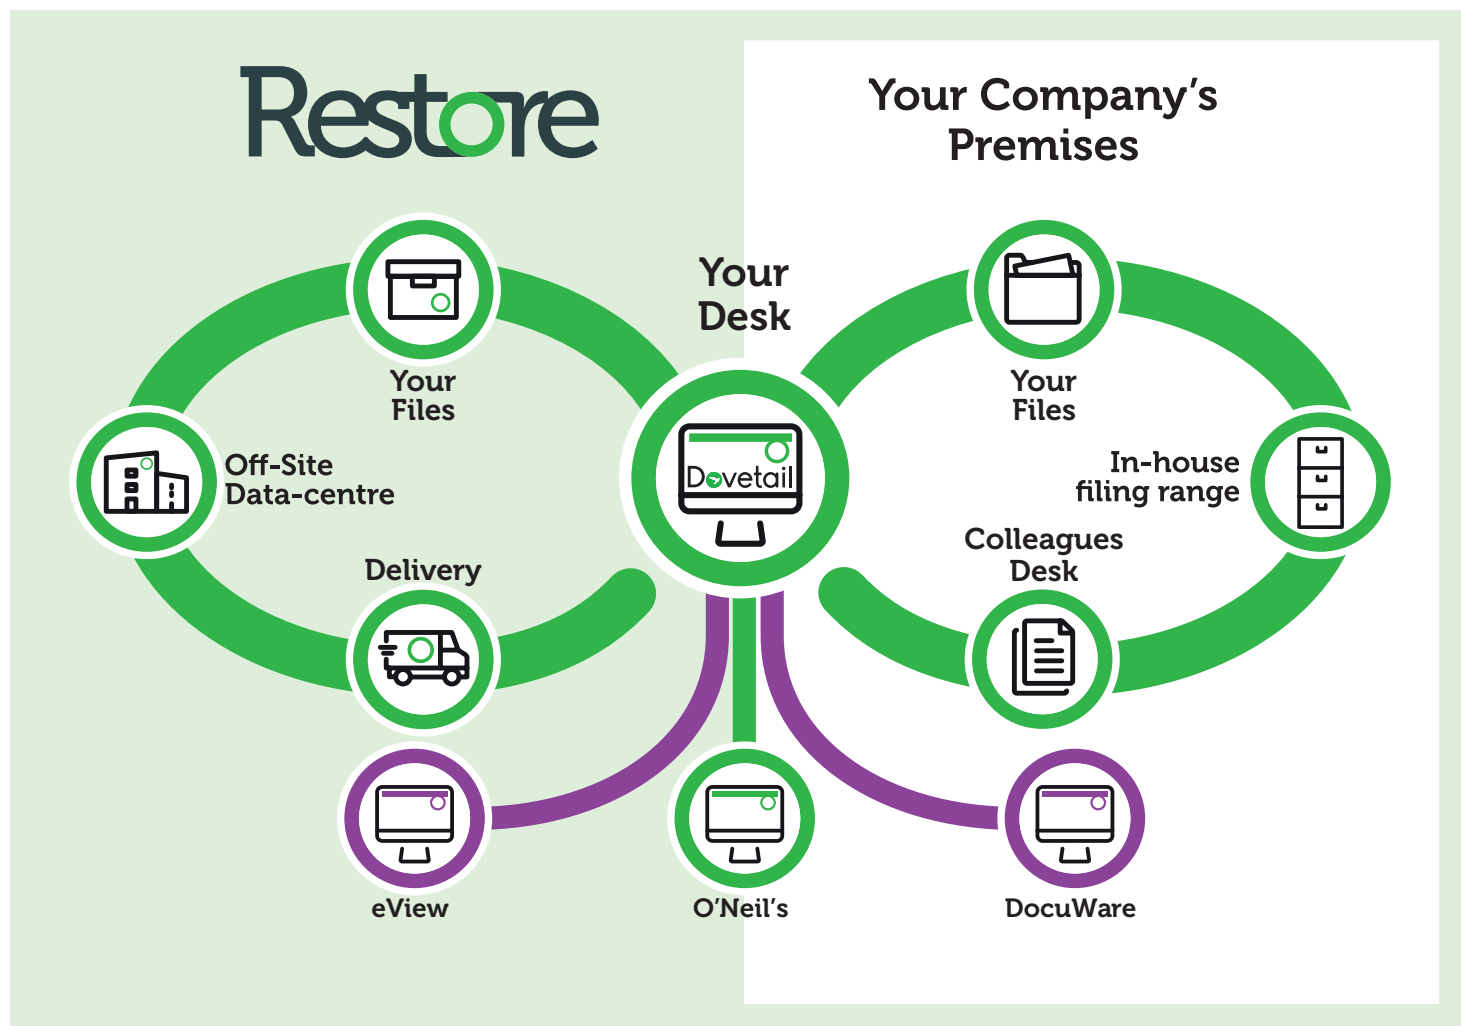 Restore
Your Company’s
Premises
Your
Desk
Your
Files
Your
Files
Off-Site
Data-centre
Dovetail
In-house
filing range
Colleagues
Desk
Delivery
eView
O’Neil’s
DocuWare